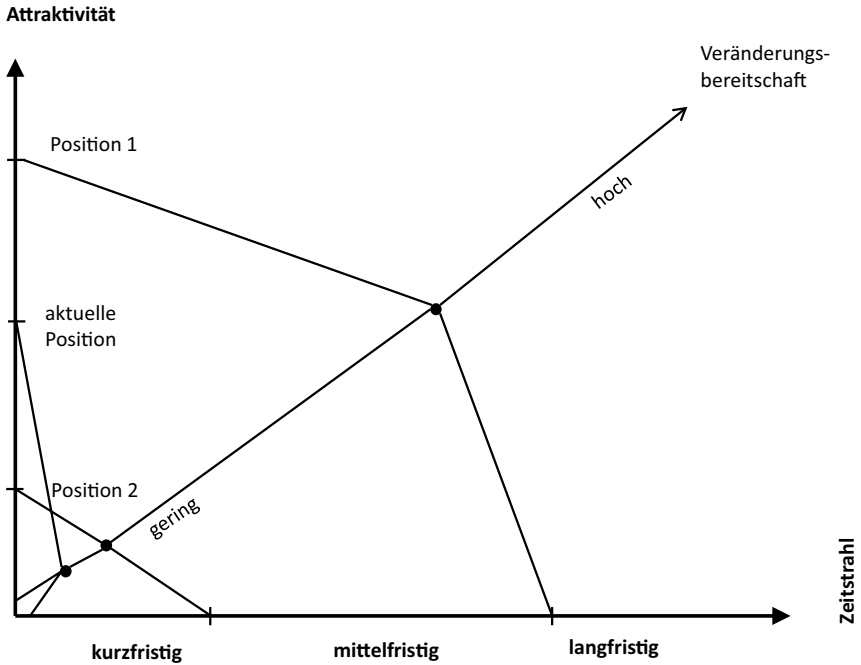 Attraktivität
Veränderungs-
bereitschaft
Position 1
hoch
aktuelle
Position
Position 2
gering
Zeitstrahl
kurzfristig
mittelfristig
langfristig